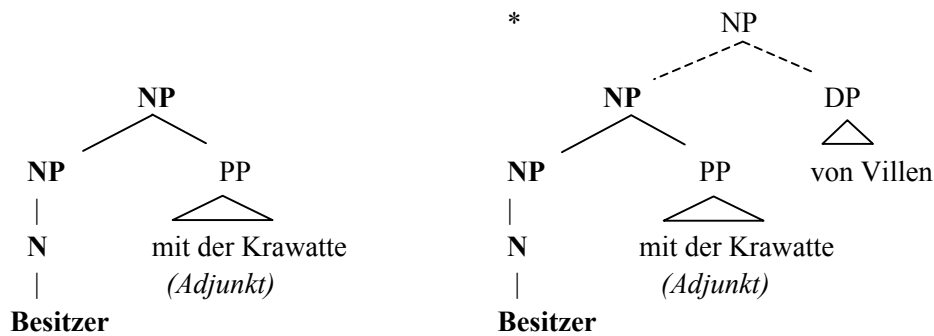 * NP
NP NP DP
NP PP NP PP von Villen
| |
N mit der Krawatte N mit der Krawatte
| (Adjunkt) | (Adjunkt)
Besitzer Besitzer